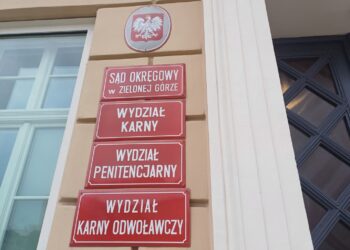 SĄD OKRĘGOWY
W ZIELONEJ GÓRZE
WYDZIAŁ
KARNY
WYDZIAŁ
PENITENCJARNY
WYDZIAŁ
KARNY ODWOŁAWCZY